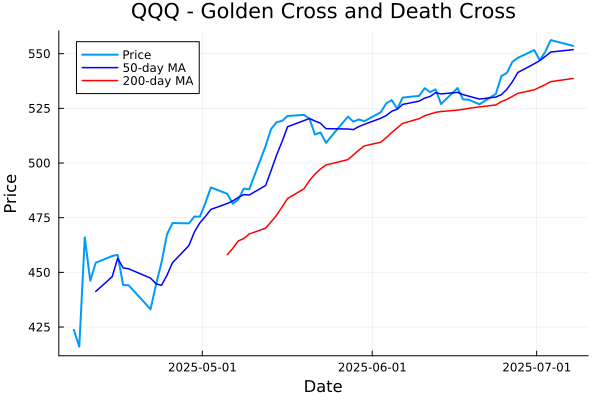 QQQ - Golden Cross and Death Cross
Price
50-day MA
200-day MA
550
525
500
475
450
425
Price
2025-05-01
2025-06-01
2025-07-01
Date